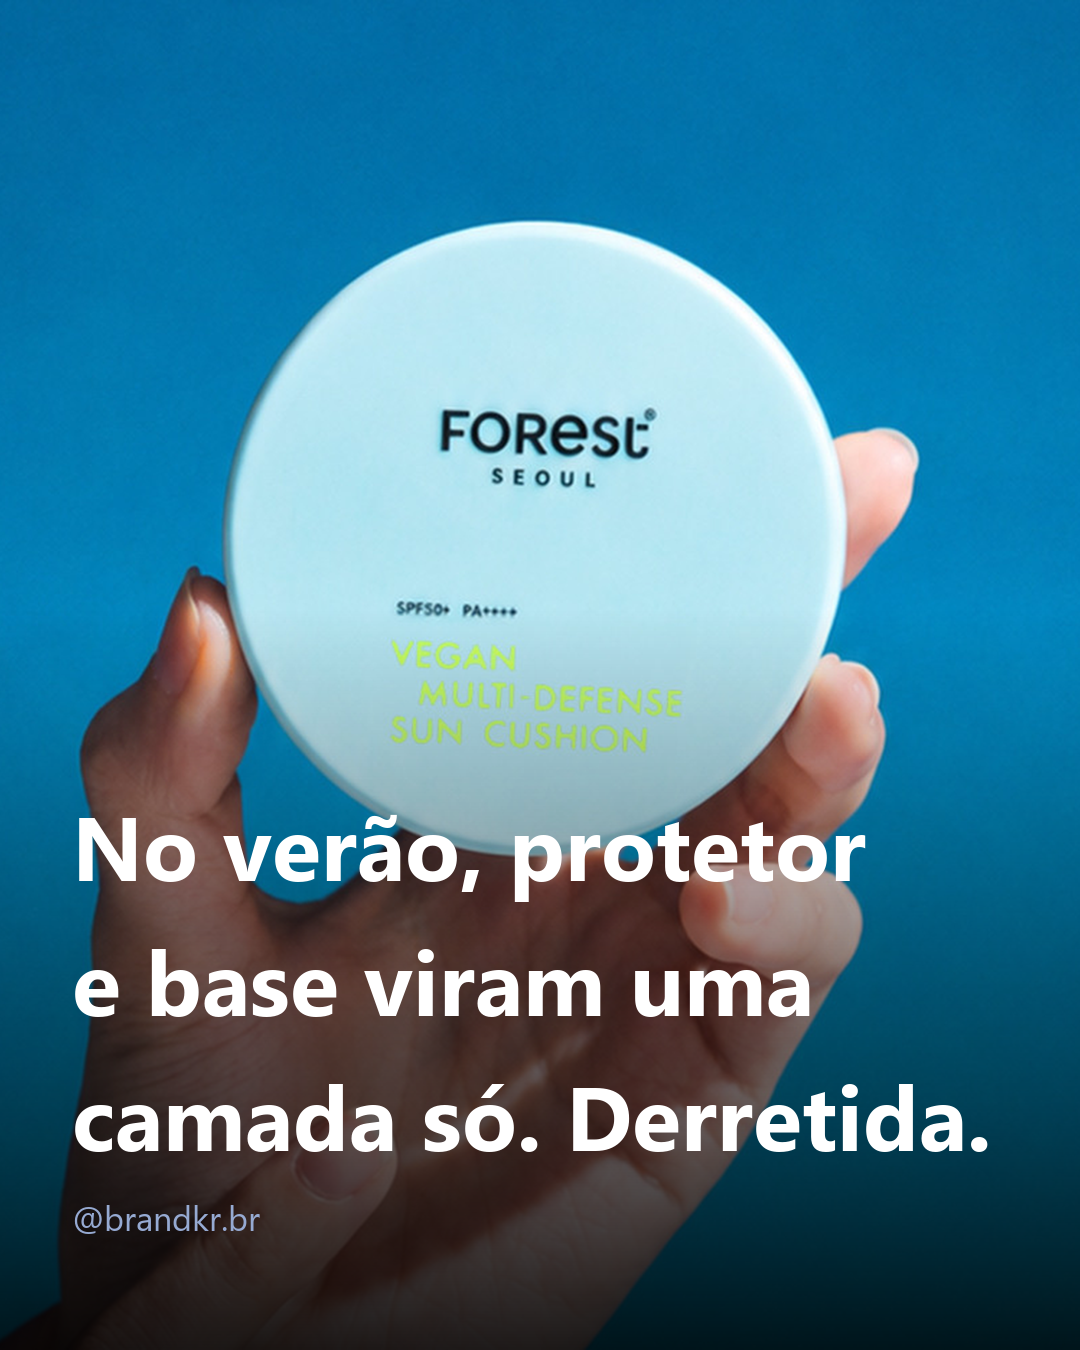 FOREST®
SEOUL
SPF50+ PA++++
VEGAN
MULTI-DEFENSE
SUN CUSHION
No verão, protetor
e base viram uma
camada só. Derretida.
@brandkr.br